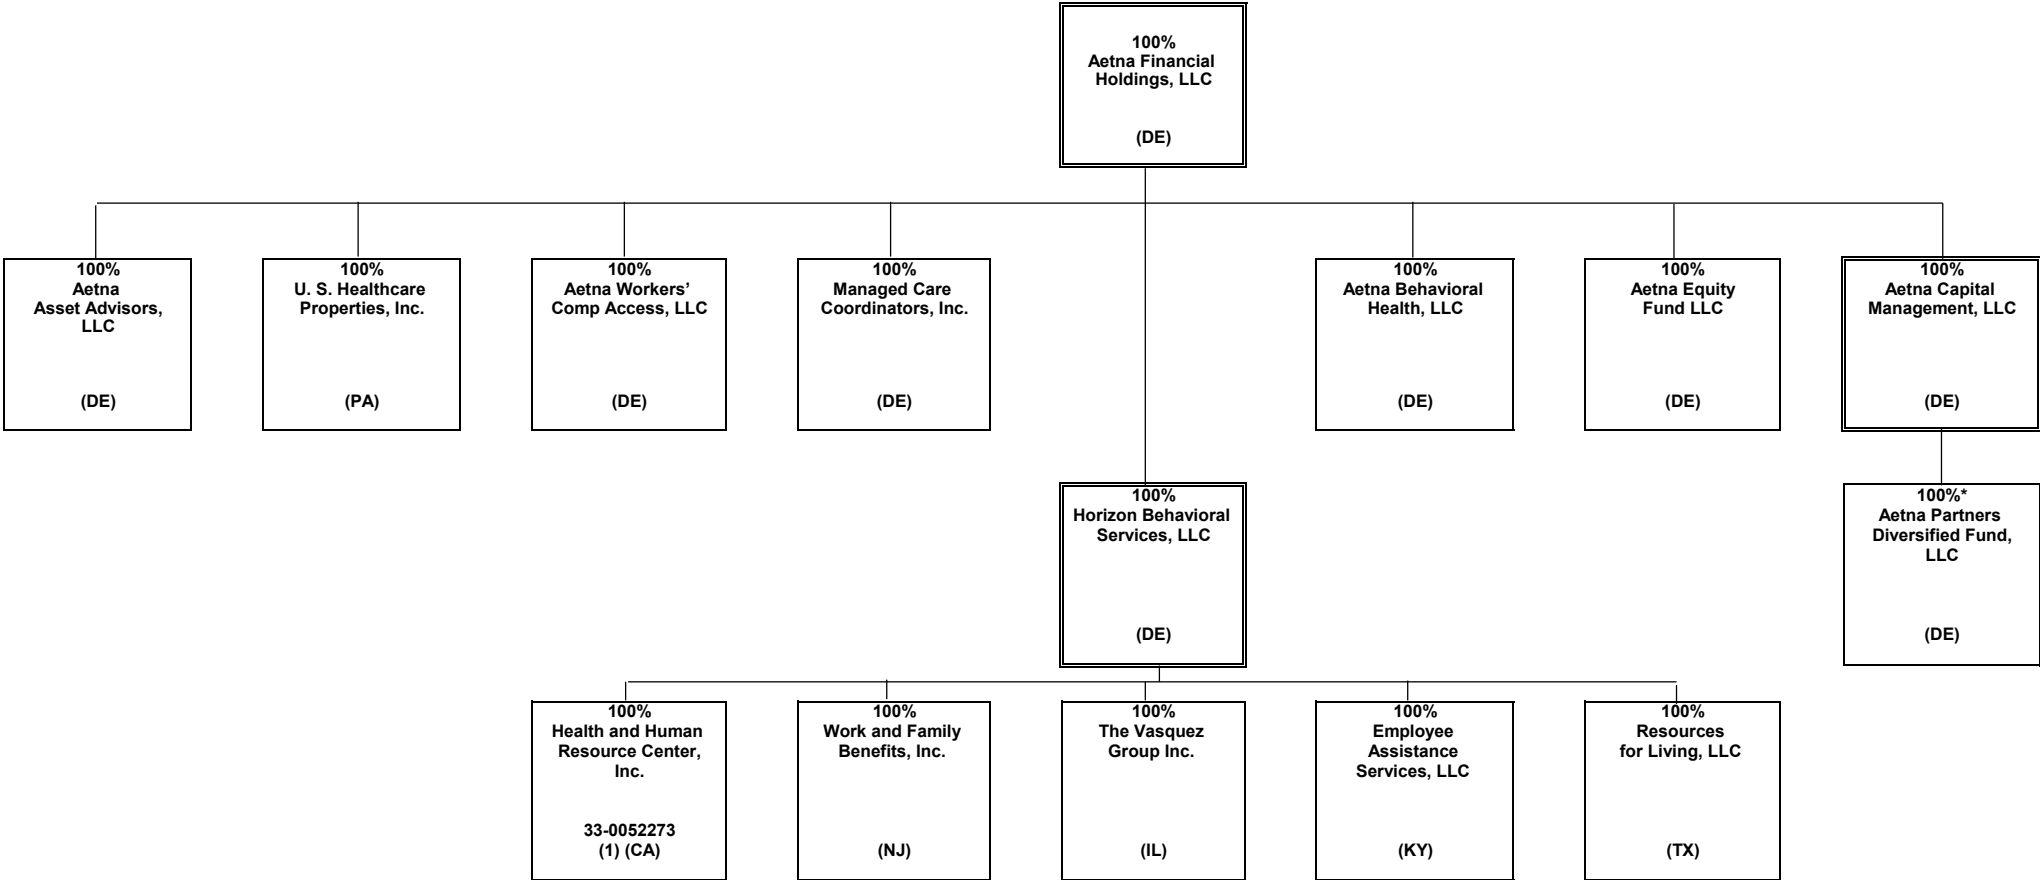 100%
Aetna Financial
Holdings, LLC
(DE)
100%
Aetna
Asset Advisors,
LLC
(DE)
100%
U. S. Healthcare
Properties, Inc.
(PA)
100%
Aetna Workers’
Comp Access, LLC
(DE)
100%
Managed Care
Coordinators, Inc.
(DE)
100%
Aetna Behavioral
Health, LLC
(DE)
100%
Aetna Equity
Fund LLC
(DE)
100%
Aetna Capital
Management, LLC
(DE)
100%
Horizon Behavioral
Services, LLC
(DE)
100%*
Aetna Partners
Diversified Fund,
LLC
(DE)
100%
Health and Human
Resource Center,
Inc.
33-0052273
(1) (CA)
100%
Work and Family
Benefits, Inc.
(NJ)
100%
The Vasquez
Group Inc.
(IL)
100%
Employee
Assistance
Services, LLC
(KY)
100%
Resources
for Living, LLC
(TX)